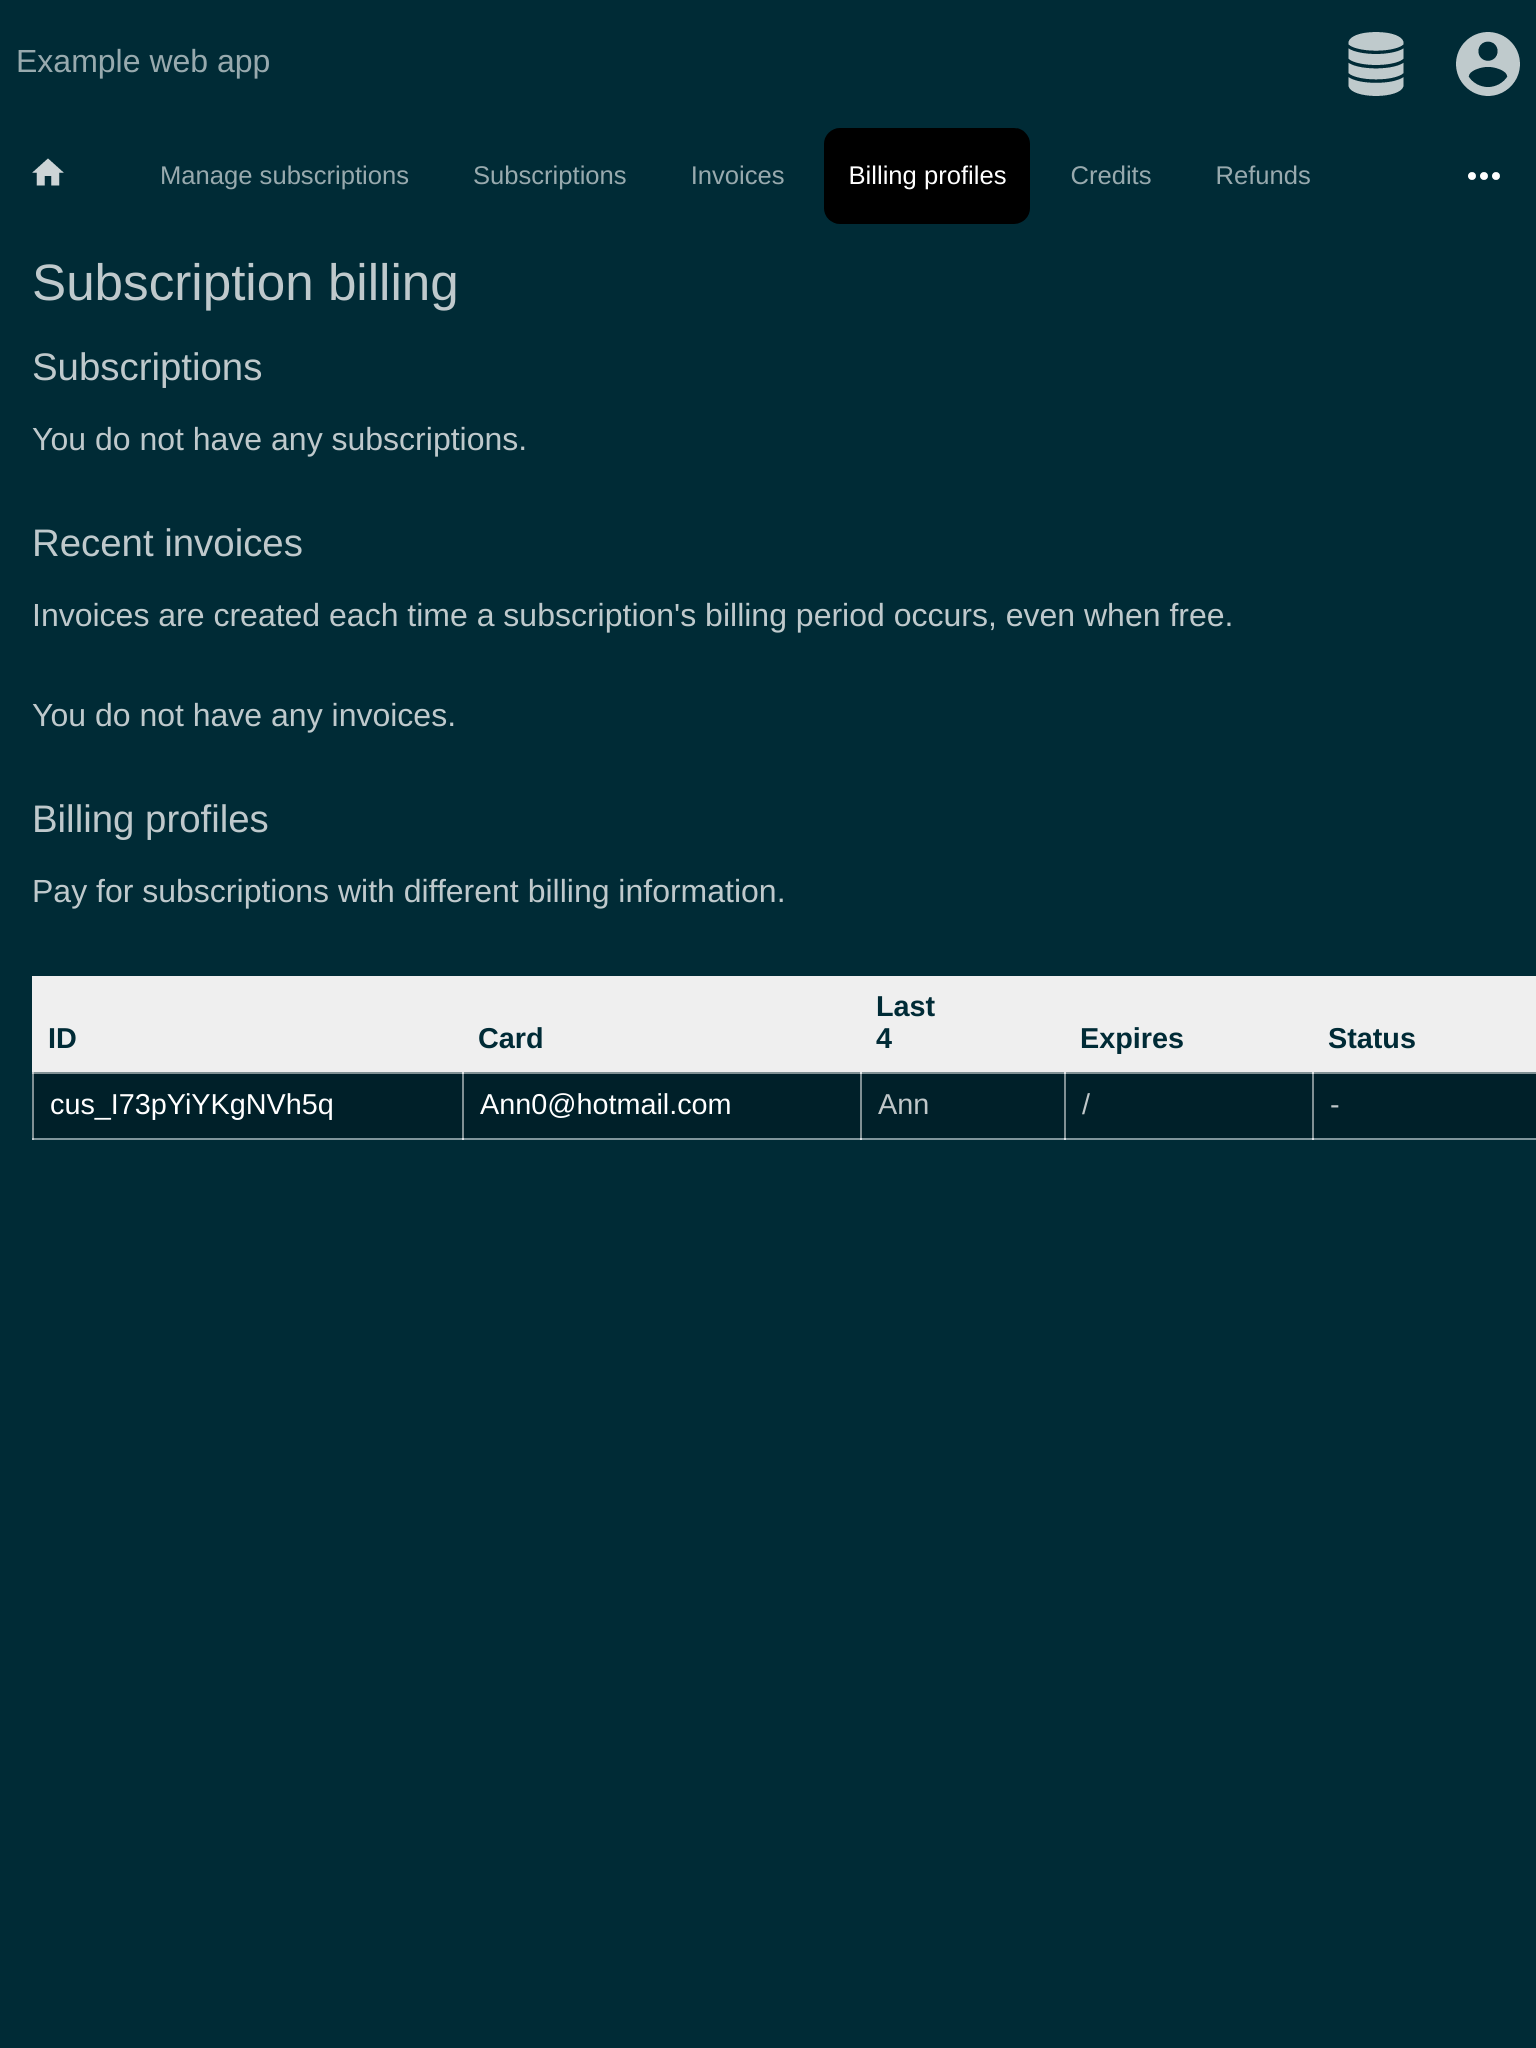 Example web app
Manage subscriptions Subscriptions Invoices Billing profiles Credits Refunds
Subscription billing
Subscriptions
You do not have any subscriptions.
Recent invoices
Invoices are created each time a subscription's billing period occurs, even when free.
You do not have any invoices.
Billing profiles
Pay for subscriptions with different billing information.
ID Card Last 4 Expires Status
cus_I73pYiYKgNVh5q Ann0@hotmail.com Ann / -